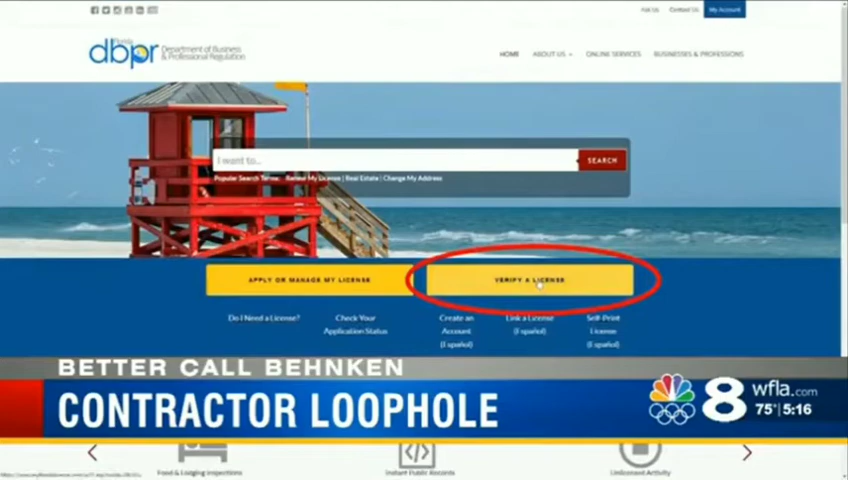 Ask Us Contact Us My Account
Florida
dbpr Department of Business
& Professional Regulation
HOME ABOUT US ONLINE SERVICES BUSINESSES & PROFESSIONS
I want to...
SEARCH
Popular Search Terms: Renew My License | Real Estate | Change My Address
APPLY OR MANAGE MY LICENSE
VERIFY A LICENSE
Do I Need a License?
Check Your
Application Status
Create an
Account
(Español)
Link a License
(Español)
Self-Print
License
(Español)
BETTER CALL BEHNKEN
CONTRACTOR LOOPHOLE
8 wfla.com
75° 5:16
Food & Lodging Inspections
Instant Public Records
Unlicensed Activity